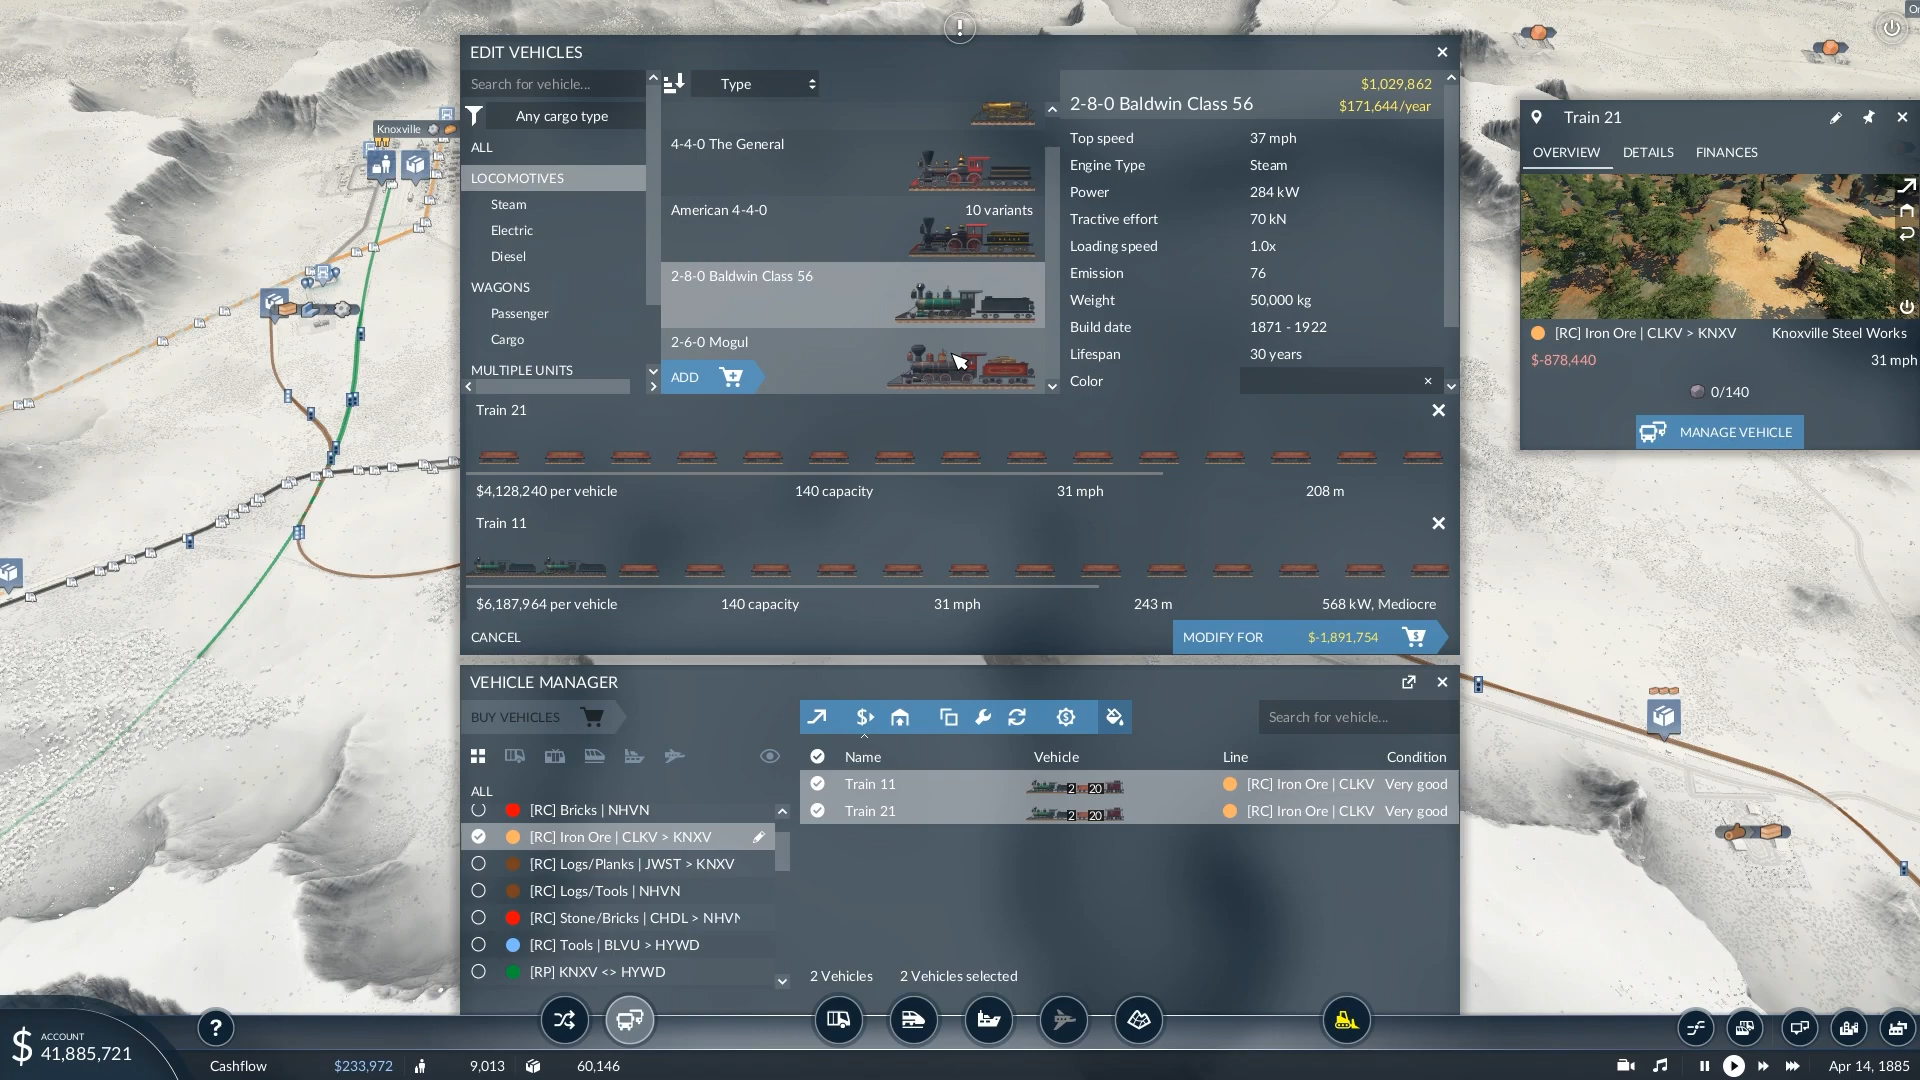 Or
EDIT VEHICLES
Search for vehicle...
Type
$1,029,862
2-8-0 Baldwin Class 56
$171,644/year
Any cargo type
ALL
LOCOMOTIVES
Steam
Electric
Diesel
WAGONS
Passenger
Cargo
MULTIPLE UNITS
4-4-0 The General
American 4-4-0
10 variants
2-8-0 Baldwin Class 56
2-6-0 Mogul
ADD
Top speed 37 mph
Engine Type Steam
Power 284 kW
Tractive effort 70 kN
Loading speed 1.0x
Emission 76
Weight 50,000 kg
Build date 1871 - 1922
Lifespan 30 years
Color
Train 21
$4,128,240 per vehicle 140 capacity 31 mph 208 m
Train 11
$6,187,964 per vehicle 140 capacity 31 mph 243 m 568 kW, Mediocre
CANCEL
MODIFY FOR $-1,891,754
Knoxville
Train 21
OVERVIEW DETAILS FINANCES
[RC] Iron Ore | CLKV > KNXV Knoxville Steel Works
$-878,440 31 mph
0/140
MANAGE VEHICLE
VEHICLE MANAGER
BUY VEHICLES
Search for vehicle...
ALL
[RC] Bricks | NHVN
[RC] Iron Ore | CLKV > KNXV
[RC] Logs/Planks | JWST > KNXV
[RC] Logs/Tools | NHVN
[RC] Stone/Bricks | CHDL > NHVN
[RC] Tools | BLVU > HYWD
[RP] KNXV <> HYWD
Name Vehicle Line Condition
Train 11 2 20 [RC] Iron Ore | CLKV Very good
Train 21 2 20 [RC] Iron Ore | CLKV Very good
2 Vehicles 2 Vehicles selected
ACCOUNT
$ 41,885,721
?
Cashflow $233,972 9,013 60,146
Apr 14, 1885